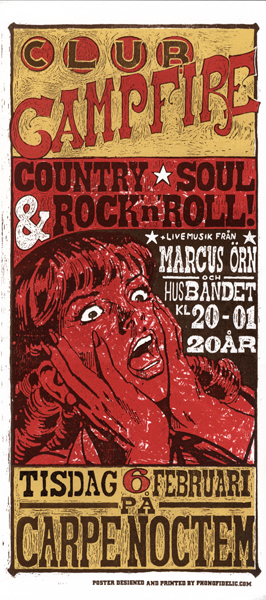 CLUB
CAMPFIRE
COUNTRY ★ SOUL
& ROCK n ROLL!
★ + LIVEMUSIK FRÅN ★
MARCUS ÖRN
OCH
HUSBANDET
KL 20-01
20ÅR
TISDAG 6 FEBRUARI
PÅ
CARPE NOCTEM
POSTER DESIGNED AND PRINTED BY PHONOFIDELIC.COM